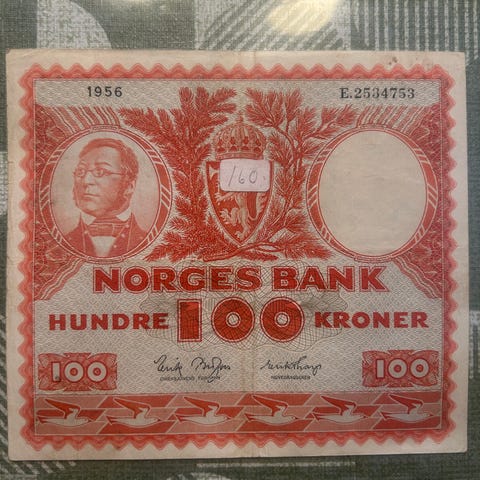 1956
E.2534753
160.
NORGES BANK
HUNDRE 100 KRONER
100
100